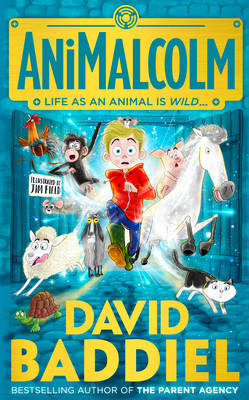 ANiMALCOLM
LIFE AS AN ANIMAL IS WILD...
ILLUSTRATED BY
JIM FIELD
DAVID
BADDIEL
BESTSELLING AUTHOR OF THE PARENT AGENCY